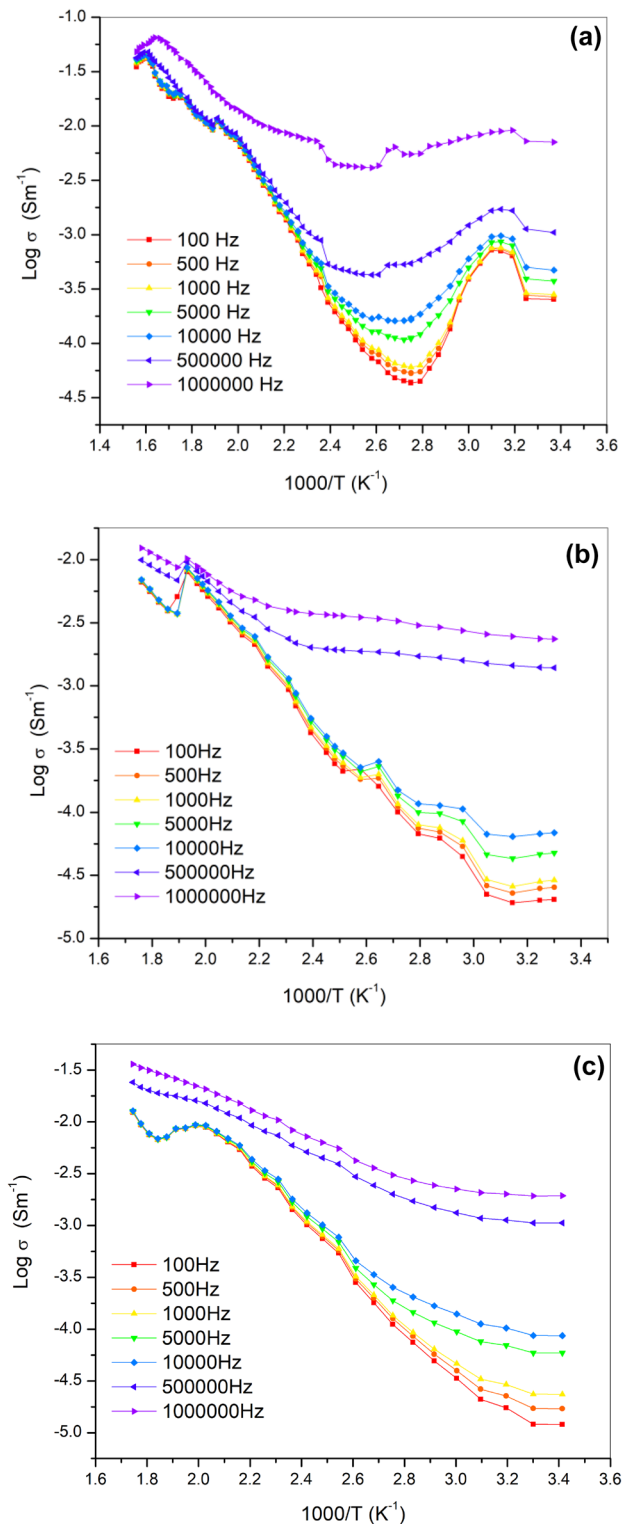 (a)
Log σ (Sm⁻¹)
-1.0
-1.5
-2.0
-2.5
-3.0
-3.5
-4.0
-4.5
100 Hz
500 Hz
1000 Hz
5000 Hz
10000 Hz
500000 Hz
1000000 Hz
1.4 1.6 1.8 2.0 2.2 2.4 2.6 2.8 3.0 3.2 3.4 3.6
1000/T (K⁻¹)
(b)
Log σ (Sm⁻¹)
-2.0
-2.5
-3.0
-3.5
-4.0
-4.5
-5.0
100Hz
500Hz
1000Hz
5000Hz
10000Hz
500000Hz
1000000Hz
1.6 1.8 2.0 2.2 2.4 2.6 2.8 3.0 3.2 3.4
1000/T (K⁻¹)
(c)
Log σ (Sm⁻¹)
-1.5
-2.0
-2.5
-3.0
-3.5
-4.0
-4.5
-5.0
100Hz
500Hz
1000Hz
5000Hz
10000Hz
500000Hz
1000000Hz
1.6 1.8 2.0 2.2 2.4 2.6 2.8 3.0 3.2 3.4 3.6
1000/T (K⁻¹)